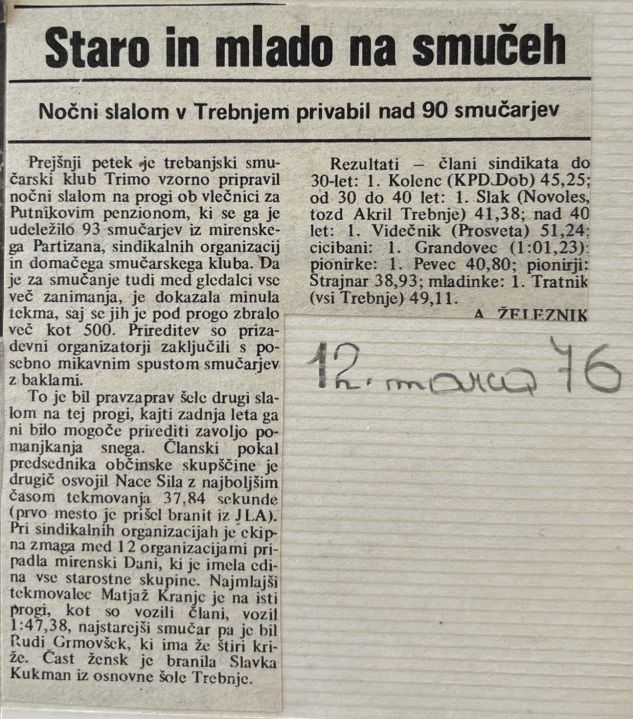 Staro in mlado na smučeh
Nočni slalom v Trebnjem privabil nad 90 smučarjev
Prejšnji petek je trebanjski smu-
čarski klub Trimo vzorno pripravil
nočni slalom na progi ob vlečnici za
Putnikovim penzionom, ki se ga je
udeležilo 93 smučarjev iz mirenske-
ga Partizana, sindikalnih organizacij
in domačega smučarskega kluba. Da
je za smučanje tudi med gledalci vse
več zanimanja, je dokazala minula
tekma, saj se jih je pod progo zbralo
več kot 500. Prireditev so priza-
devni organizatorji zaključili s po-
sebno mikavnim spustom smučarjev
z baklami.
To je bil pravzaprav šele drugi sla-
lom na tej progi, kajti zadnja leta ga
ni bilo mogoče prirediti zavoljo po-
manjkanja snega. Članski pokal
predsednika občinske skupščine je
drugič osvojil Nace Sila z najboljšim
časom tekmovanja 37,84 sekunde
(prvo mesto je prišel branit iz JLA).
Pri sindikalnih organizacijah je ekip-
na zmaga med 12 organizacijami pri-
padla mirenski Dani, ki je imela edi-
na vse starostne skupine. Najmlajši
tekmovalec Matjaž Kranjc je na isti
progi, kot so vozili člani, vozil
1:47,38, najstarejši smučar pa je bil
Rudi Grmovšek, ki ima že štiri kri-
že. Čast žensk je branila Slavka
Kukman iz osnovne šole Trebnje.
Rezultati – člani sindikata do
30-let: 1. Kolenc (KPD.Dob) 45,25;
od 30 do 40 let: 1. Slak (Novoles,
tozd Akril Trebnje) 41,38; nad 40
let: 1. Videčnik (Prosveta) 51,24;
cicibani: 1. Grandovec (1:01,23):
pionirke: 1. Pevec 40,80; pionirji:
Strajnar 38,93; mladinke: 1. Tratnik
(vsi Trebnje) 49,11.
A. ŽELEZNIK
12. marca 76